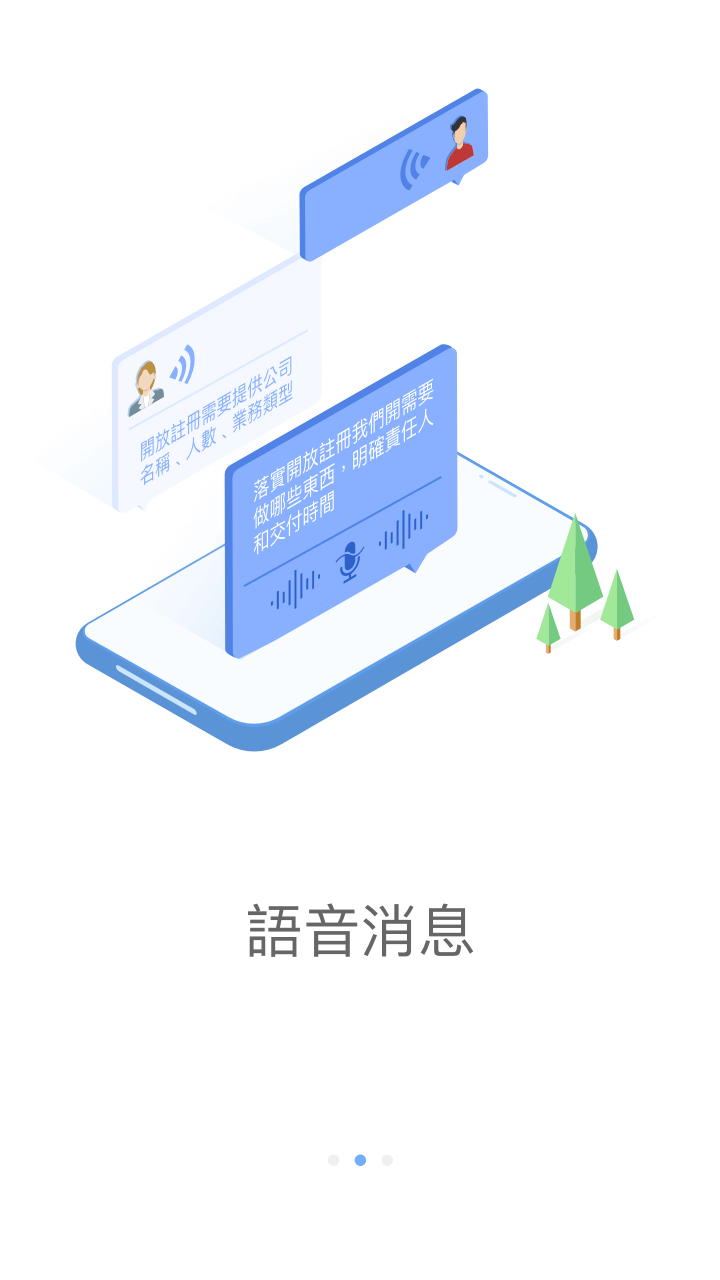 開放註冊需要提供公司
名稱、人數、業務類型
落實開放註冊我們開需要
做哪些東西，明確責任人
和交付時間
語音消息